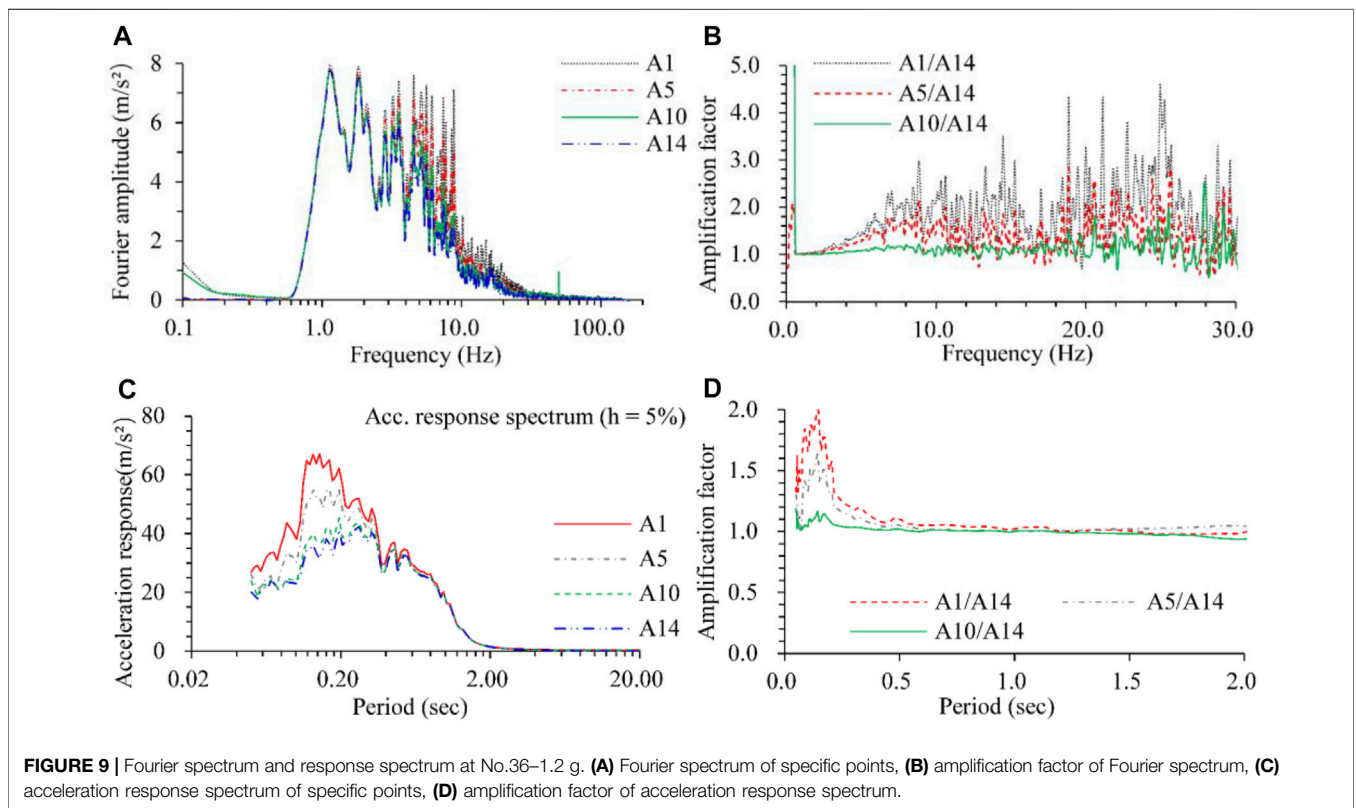 A
Fourier amplitude (m/s²)
8
6
4
2
0
0.1
1.0
10.0
100.0
Frequency (Hz)
A1
A5
A10
A14
B
Amplification factor
5.0
4.0
3.0
2.0
1.0
0.0
0.0
10.0
20.0
30.0
Frequency (Hz)
A1/A14
A5/A14
A10/A14
C
Acceleration response(m/s²)
80
60
40
20
0
0.02
0.20
2.00
20.00
Period (sec)
Acc. response spectrum (h = 5%)
A1
A5
A10
A14
D
Amplification factor
2.0
1.5
1.0
0.5
0.0
0.0
0.5
1.0
1.5
2.0
Period (sec)
A1/A14
A5/A14
A10/A14
FIGURE 9 | Fourier spectrum and response spectrum at No.36–1.2 g. (A) Fourier spectrum of specific points, (B) amplification factor of Fourier spectrum, (C)
acceleration response spectrum of specific points, (D) amplification factor of acceleration response spectrum.